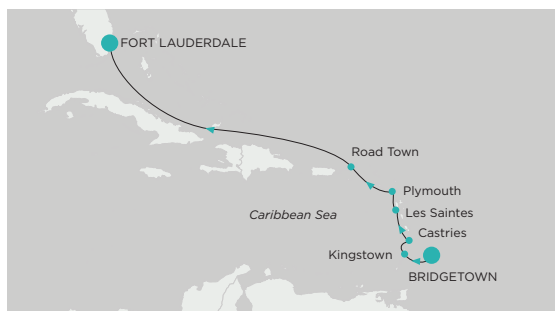 FORT LAUDERDALE
Road Town
Plymouth
Les Saintes
Caribbean Sea
Castries
Kingstown
BRIDGETOWN